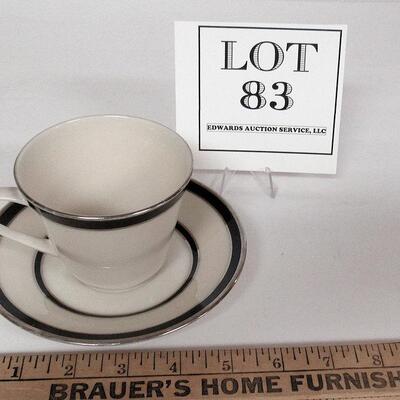 LOT
83
EDWARDS AUCTION SERVICE, LLC
1 2 3 4 5 6 7 8
BRAUER'S HOME FURNISH